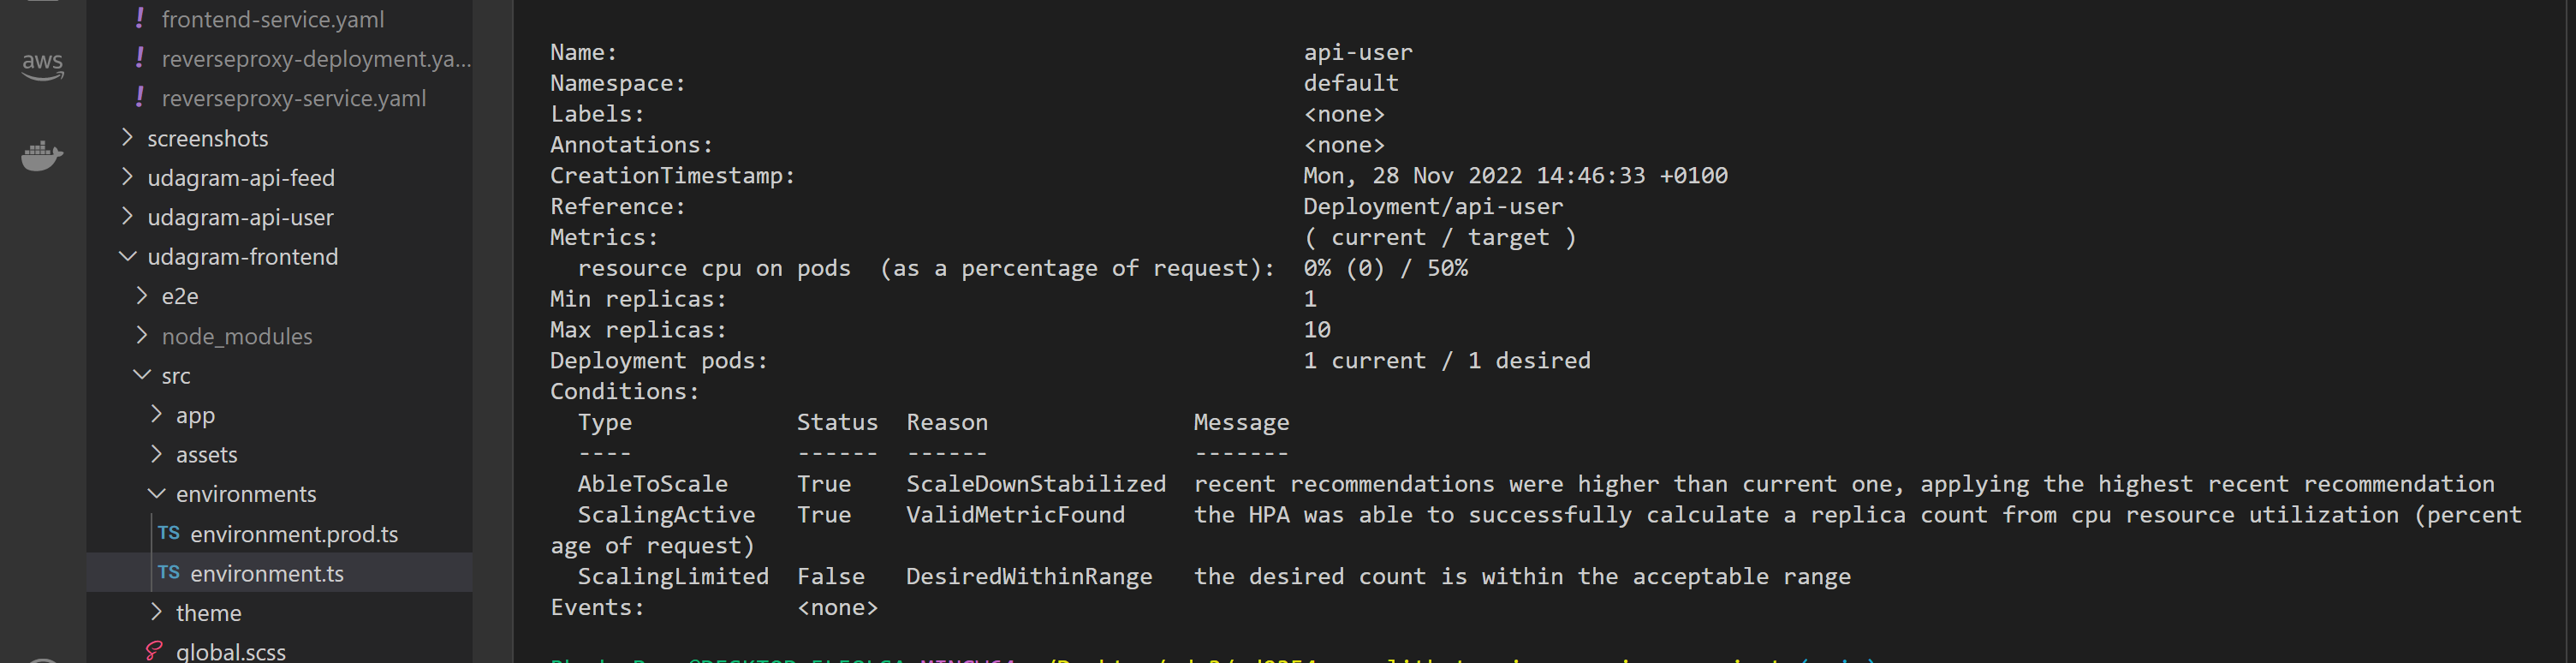 frontend-service.yaml
reverseproxy-deployment.ya...
reverseproxy-service.yaml
screenshots
udagram-api-feed
udagram-api-user
udagram-frontend
e2e
node_modules
src
app
assets
environments
TS environment.prod.ts
TS environment.ts
theme
global.scss
aws
Name: api-user
Namespace: default
Labels: <none>
Annotations: <none>
CreationTimestamp: Mon, 28 Nov 2022 14:46:33 +0100
Reference: Deployment/api-user
Metrics: ( current / target )
resource cpu on pods (as a percentage of request): 0% (0) / 50%
Min replicas: 1
Max replicas: 10
Deployment pods: 1 current / 1 desired
Conditions:
Type Status Reason Message
---- ------ ------ -------
AbleToScale True ScaleDownStabilized recent recommendations were higher than current one, applying the highest recent recommendation
ScalingActive True ValidMetricFound the HPA was able to successfully calculate a replica count from cpu resource utilization (percent
age of request)
ScalingLimited False DesiredWithinRange the desired count is within the acceptable range
Events: <none>